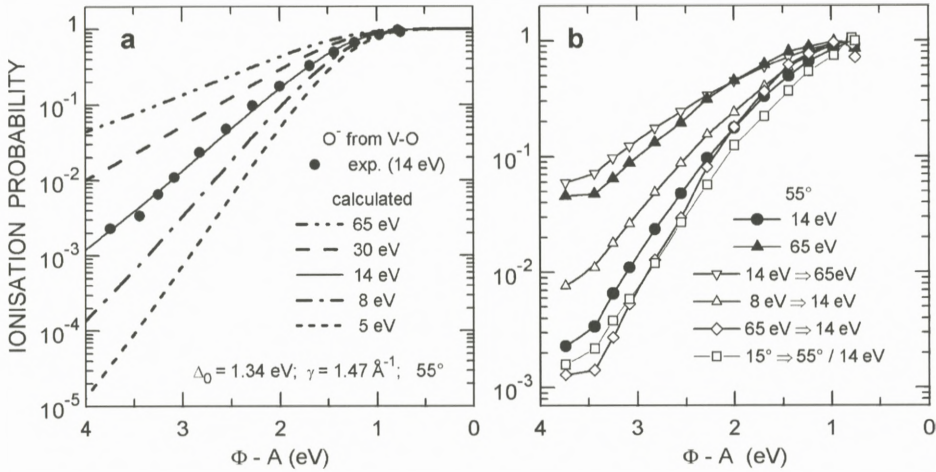 IONISATION PROBABILITY
a
1
10⁻¹
10⁻²
10⁻³
10⁻⁴
10⁻⁵
O⁻ from V-O
exp. (14 eV)
calculated
65 eV
30 eV
14 eV
8 eV
5 eV
Δ₀ = 1.34 eV; γ = 1.47 Å⁻¹; 55°
4 3 2 1 0
Φ - A (eV)
b
1
10⁻¹
10⁻²
10⁻³
55°
14 eV
65 eV
14 eV ⇒ 65eV
8 eV ⇒ 14 eV
65 eV ⇒ 14 eV
15° ⇒ 55° / 14 eV
4 3 2 1 0
Φ - A (eV)